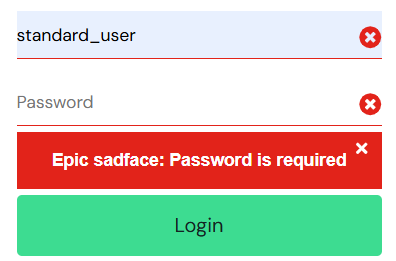 standard_user
Password
Epic sadface: Password is required
Login